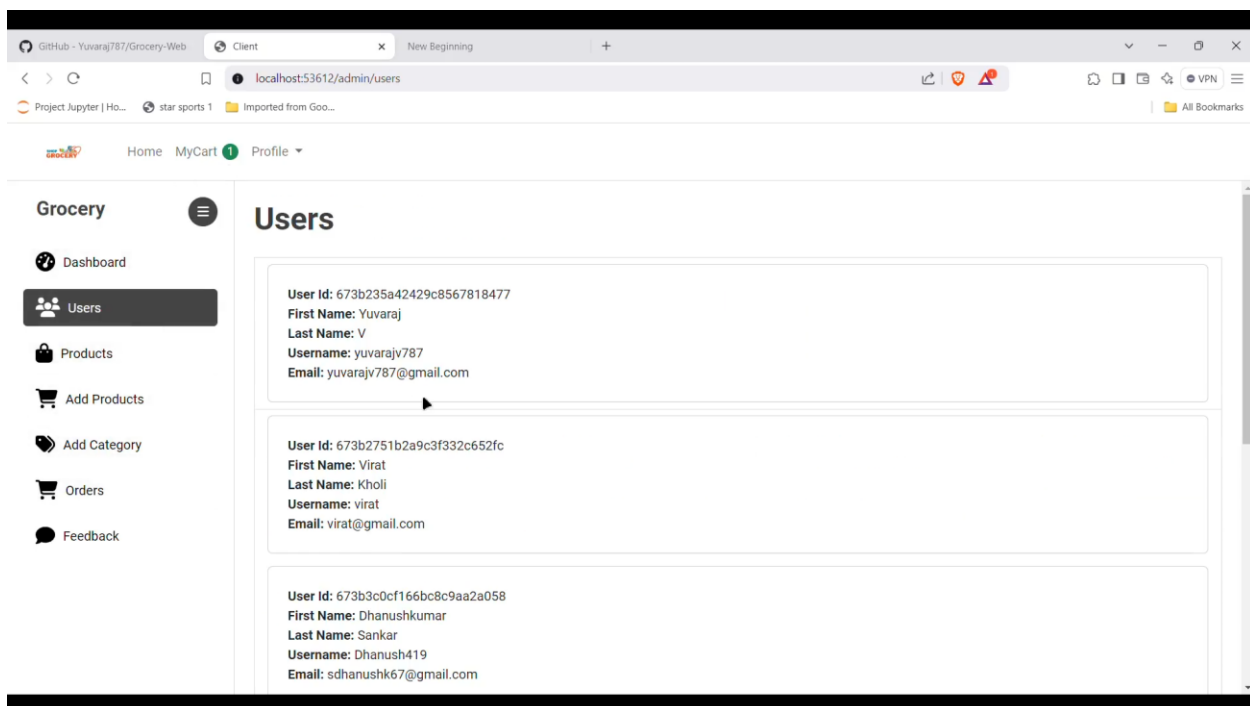 GitHub - Yuvaraj787/Grocery-Web
Client
New Beginning
localhost:53612/admin/users
VPN
Project Jupyter | Ho...
star sports 1
Imported from Goo...
All Bookmarks
GROCERY
Home
MyCart 1
Profile
Grocery
Dashboard
Users
Products
Add Products
Add Category
Orders
Feedback
Users
User Id: 673b235a42429c8567818477
First Name: Yuvaraj
Last Name: V
Username: yuvarajv787
Email: yuvarajv787@gmail.com
User Id: 673b2751b2a9c3f332c652fc
First Name: Virat
Last Name: Kholi
Username: virat
Email: virat@gmail.com
User Id: 673b3c0cf166bc8c9aa2a058
First Name: Dhanushkumar
Last Name: Sankar
Username: Dhanush419
Email: sdhanushk67@gmail.com